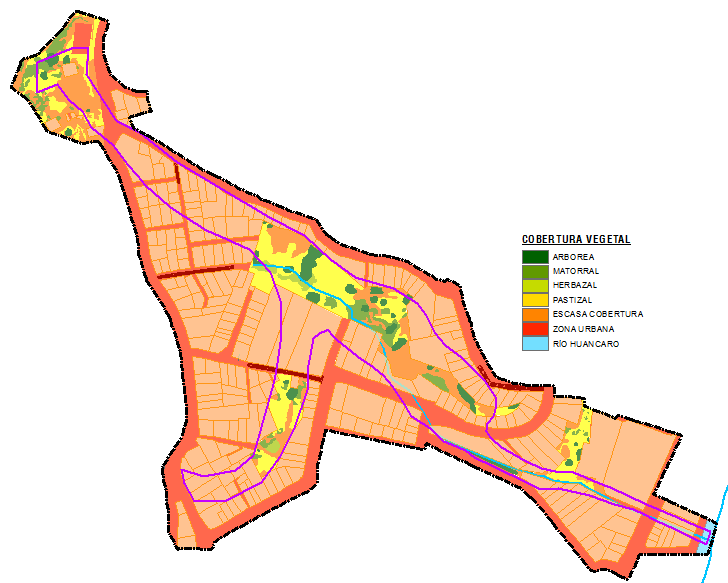 COBERTURA VEGETAL
ARBOREA
MATORRAL
HERBAZAL
PASTIZAL
ESCASA COBERTURA
ZONA URBANA
RÍO HUANCARO